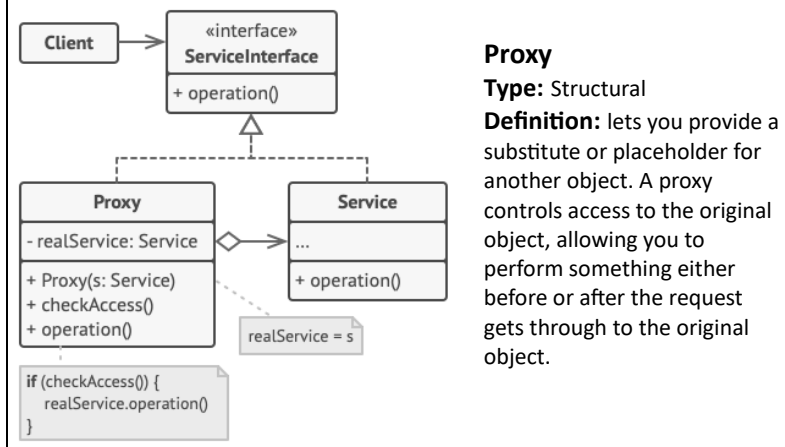 Client
«interface»
ServiceInterface
+ operation()
Proxy
- realService: Service
+ Proxy(s: Service)
+ checkAccess()
+ operation()
Service
...
+ operation()
realService = s
if (checkAccess()) {
realService.operation()
}
Proxy
Type: Structural
Definition: lets you provide a
substitute or placeholder for
another object. A proxy
controls access to the original
object, allowing you to
perform something either
before or after the request
gets through to the original
object.